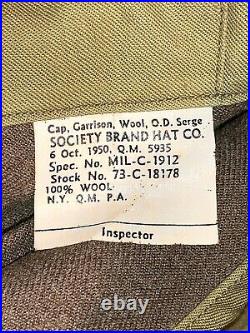 Cap, Garrison, Wool, O.D. Serge
SOCIETY BRAND HAT CO.
6 Oct. 1950, Q.M. 5935
Spec. No. MIL-C-1912
Stock No. 73-C-18178
100% WOOL
N.Y. Q.M. P.A.
Inspector